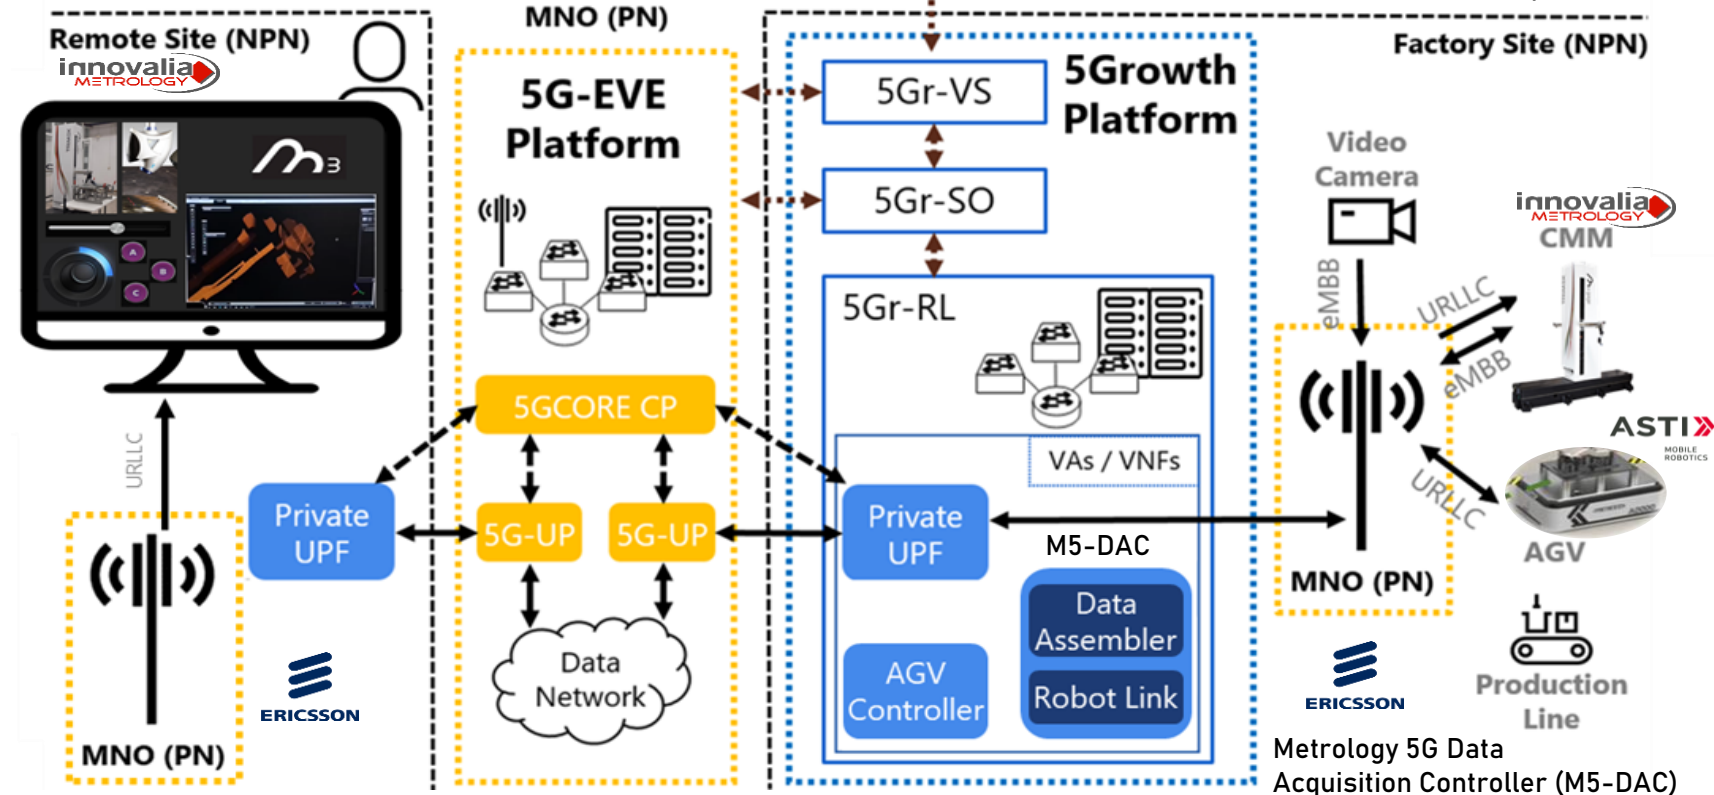 MNO (PN)
Remote Site (NPN)
innovalia
METROLOGY
m3
A
B
C
URLLC
MNO (PN)
Private
UPF
ERICSSON
5G-EVE
Platform
5GCORE CP
5G-UP
5G-UP
Data
Network
5Growth
Platform
5Gr-VS
5Gr-SO
5Gr-RL
VAs / VNFs
Private
UPF
M5-DAC
Data
Assembler
Robot Link
AGV
Controller
Factory Site (NPN)
Video
Camera
eMBB
URLLC
eMBB
URLLC
innovalia
METROLOGY
CMM
ASTI
MOBILE
ROBOTICS
AGV
MNO (PN)
ERICSSON
Production
Line
Metrology 5G Data
Acquisition Controller (M5-DAC)